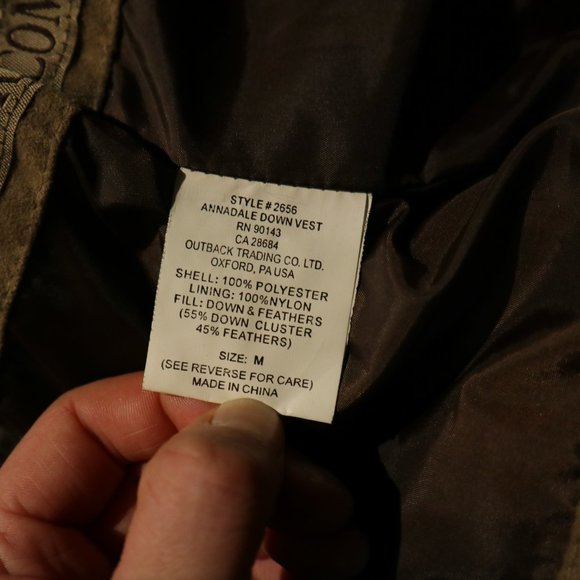 CO
STYLE # 2656
ANNADALE DOWN VEST
RN 90143
CA 28684
OUTBACK TRADING CO. LTD.
OXFORD, PA USA
SHELL: 100% POLYESTER
LINING: 100%NYLON
FILL: DOWN & FEATHERS
(55% DOWN CLUSTER
45% FEATHERS)
SIZE: M
(SEE REVERSE FOR CARE)
MADE IN CHINA